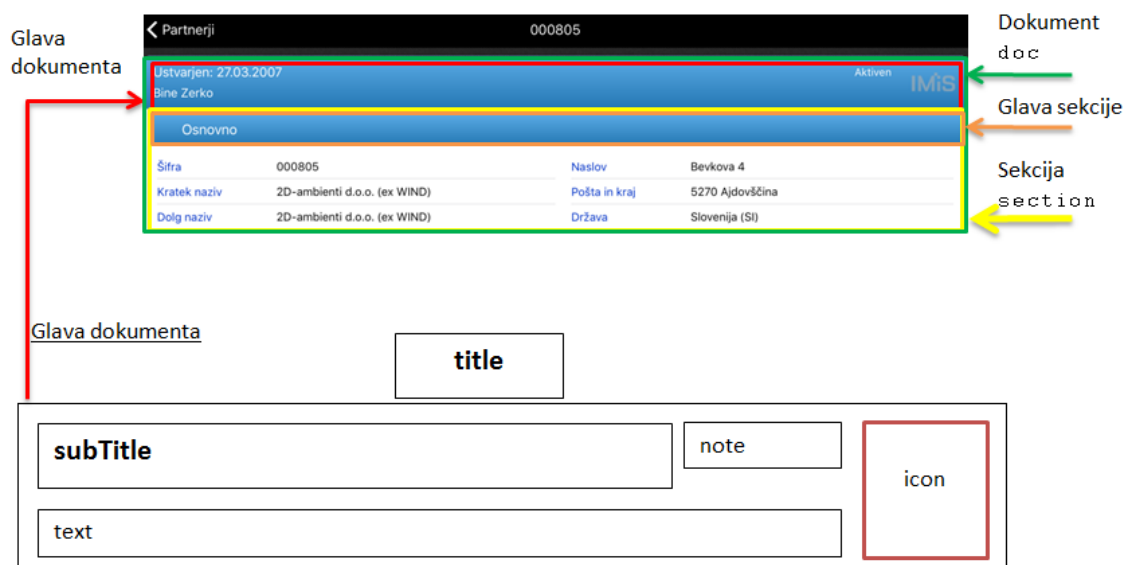 Glava
dokumenta
Partnerji
000805
Dokument
doc
Ustvarjen: 27.03.2007
Aktiven
IMiS
Bine Zerko
Glava sekcije
Osnovno
Sekcija
section
Šifra 000805 Naslov Bevkova 4
Kratek naziv 2D-ambienti d.o.o. (ex WIND) Pošta in kraj 5270 Ajdovščina
Dolg naziv 2D-ambienti d.o.o. (ex WIND) Država Slovenija (SI)
Glava dokumenta
title
subTitle
note
icon
text